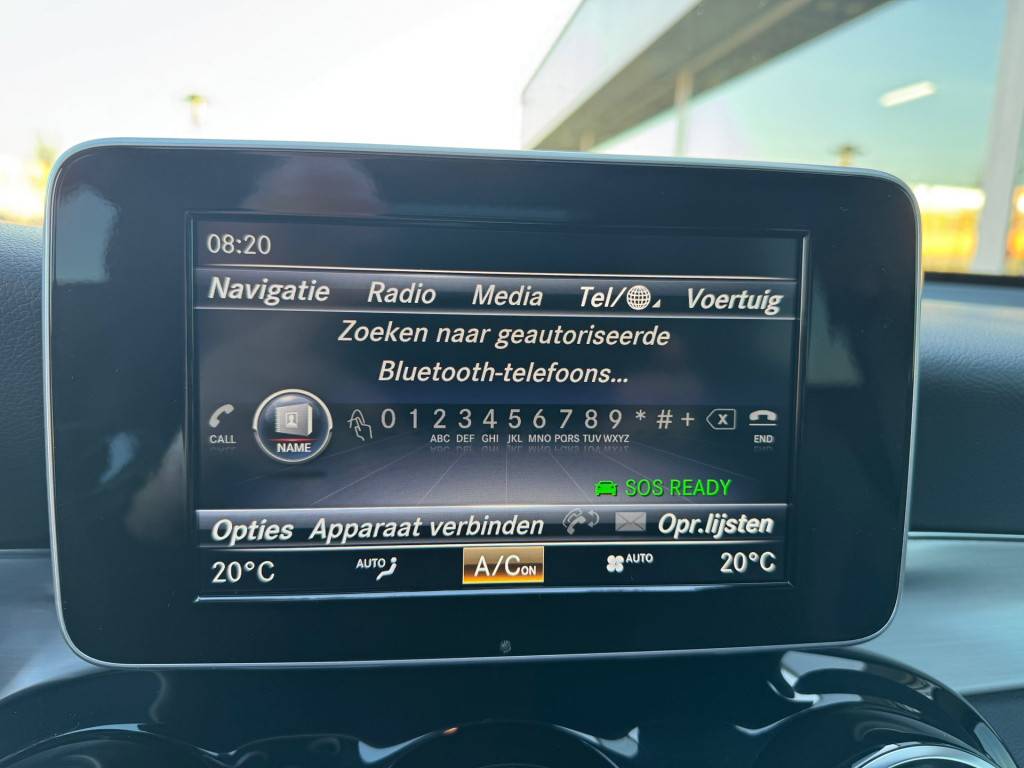 08:20
Navigatie Radio Media Tel/ Voertuig
Zoeken naar geautoriseerde
Bluetooth-telefoons...
0 1 2 3 4 5 6 7 8 9 * # + X
CALL NAME ABC DEF GHI JKL MNO PQRS TUV WXYZ END
SOS READY
Opties Apparaat verbinden Opr.lijsten
20°C AUTO A/C ON AUTO 20°C